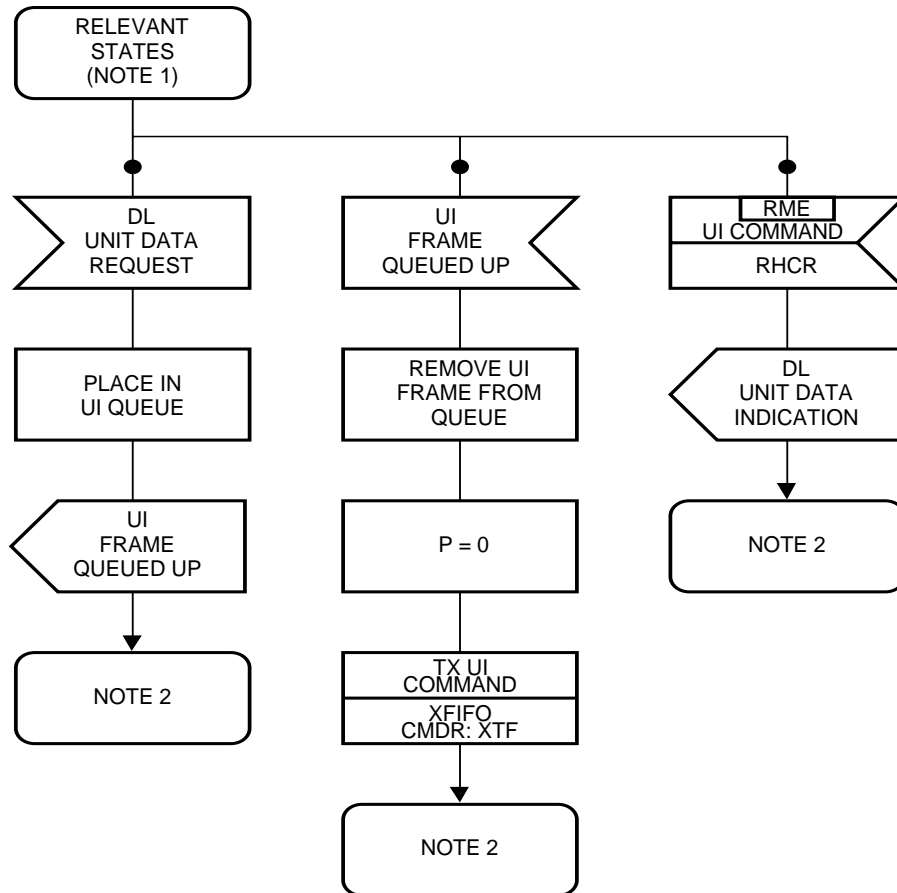 RELEVANT
STATES
(NOTE 1)
DL
UNIT DATA
REQUEST
PLACE IN
UI QUEUE
UI
FRAME
QUEUED UP
NOTE 2
UI
FRAME
QUEUED UP
REMOVE UI
FRAME FROM
QUEUE
P = 0
TX UI
COMMAND
XFIFO
CMDR: XTF
NOTE 2
RME
UI COMMAND
RHCR
DL
UNIT DATA
INDICATION
NOTE 2